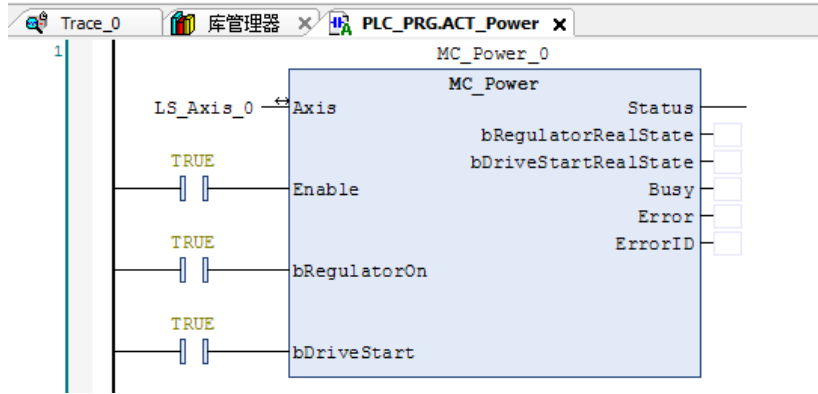 Trace_0 库管理器 PLC_PRG.ACT_Power
1
MC_Power_0
MC_Power
LS_Axis_0 Axis Status
bRegulatorRealState
TRUE bDriveStartRealState
Enable Busy
Error
TRUE ErrorID
bRegulatorOn
TRUE
bDriveStart